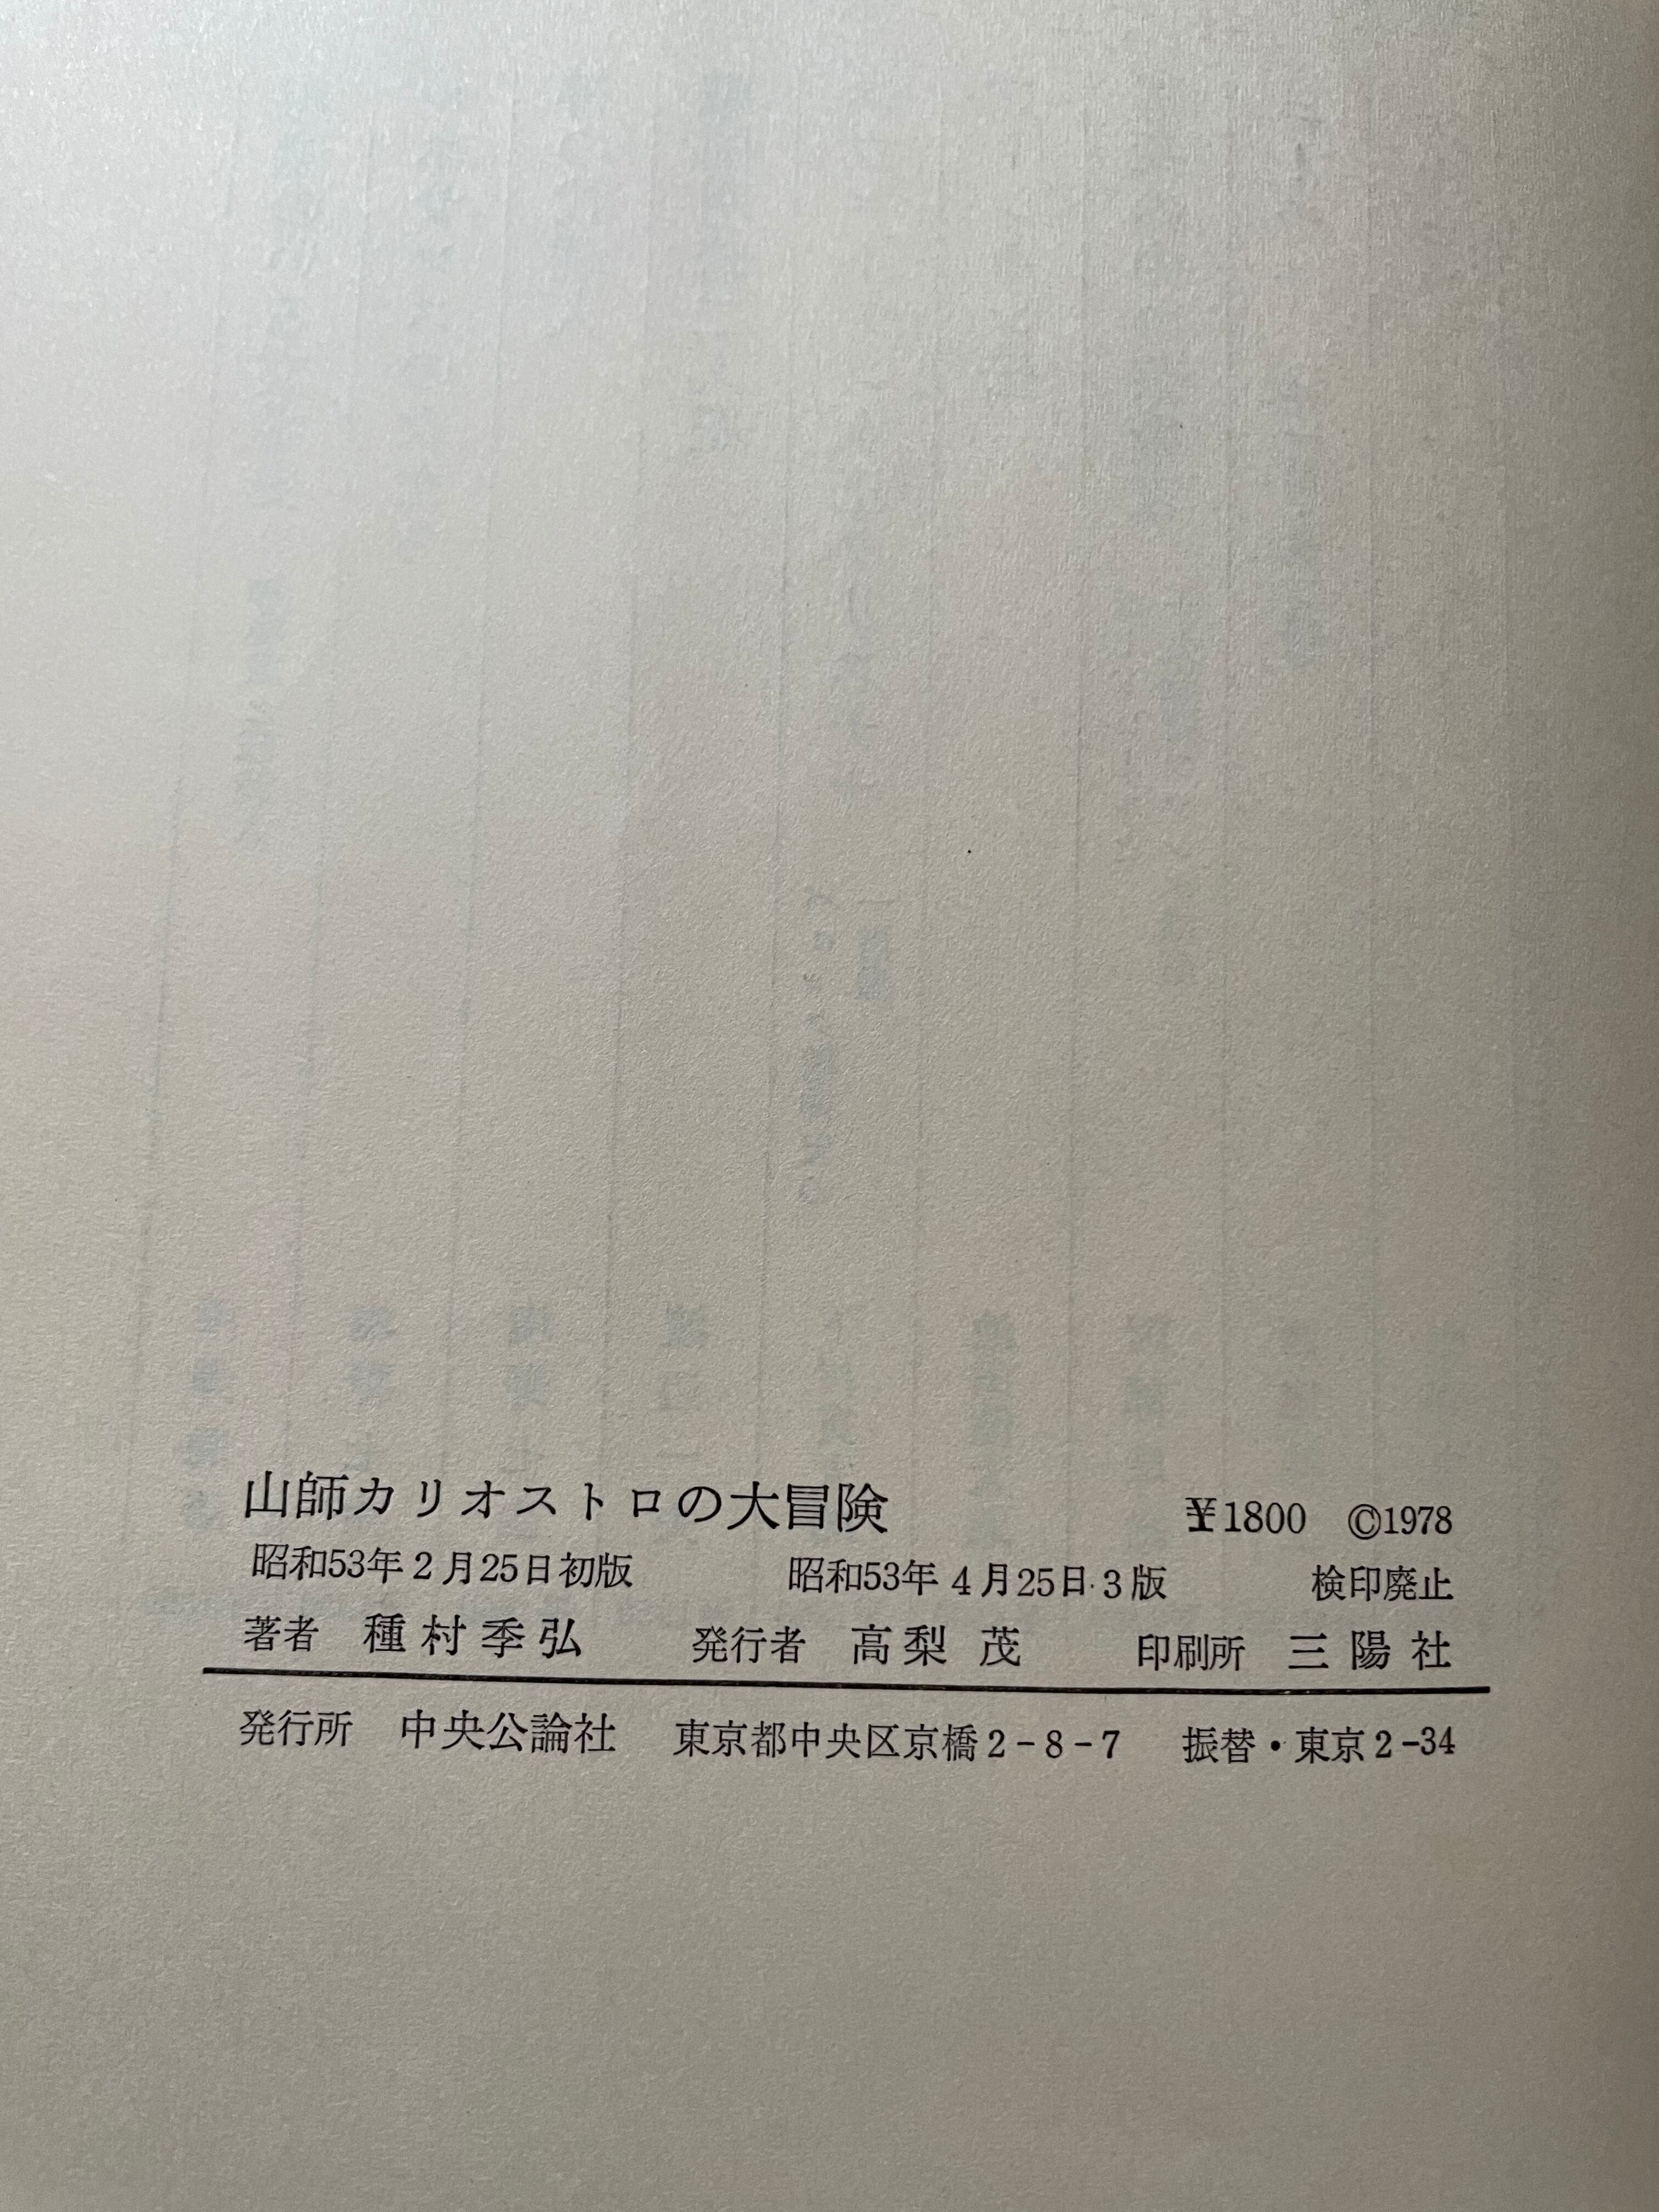 山師カリオストロの大冒険　¥1800　©1978
昭和53年2月25日初版　昭和53年4月25日3版　検印廃止
著者　種村季弘　発行者　高梨 茂　印刷所　三陽社
発行所　中央公論社　東京都中央区京橋2-8-7　振替・東京2-34